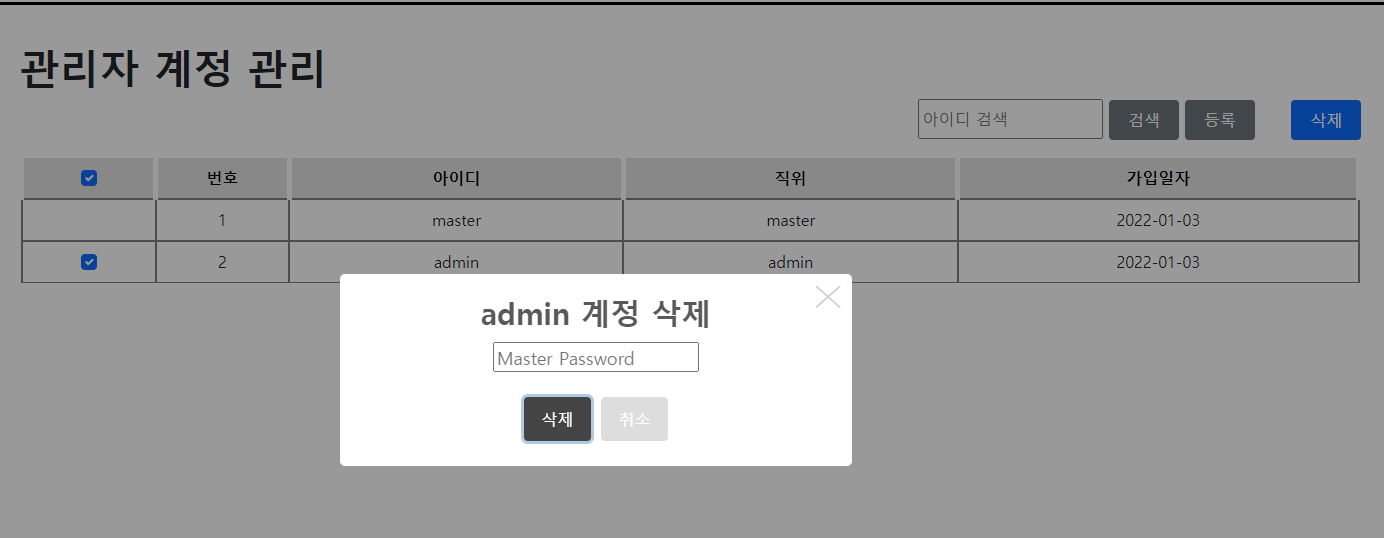 관리자 계정 관리
아이디 검색 검색 등록 삭제
번호 아이디 직위 가입일자
1 master master 2022-01-03
2 admin admin 2022-01-03
admin 계정 삭제
Master Password
삭제 취소